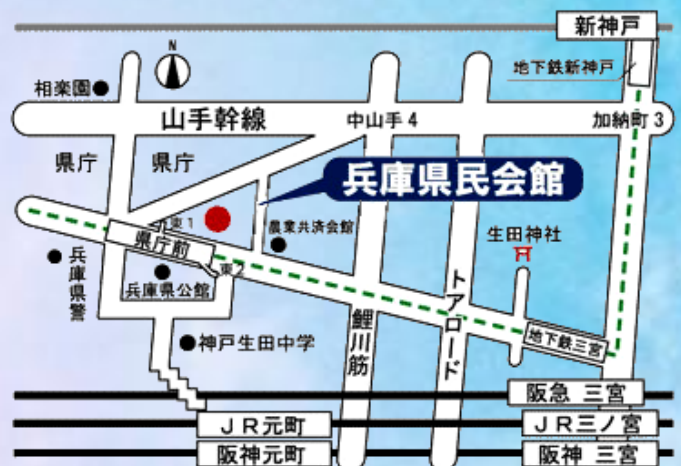 新神戸
N
地下鉄新神戸
相楽園
山手幹線
中山手4
加納町3
県庁
県庁
兵庫県民会館
東1
農業共済会館
生田神社
県庁前
東2
兵庫県警
兵庫県公館
トアロード
鯉川筋
地下鉄三宮
神戸生田中学
阪急 三宮
JR元町
JR三ノ宮
阪神元町
阪神 三宮